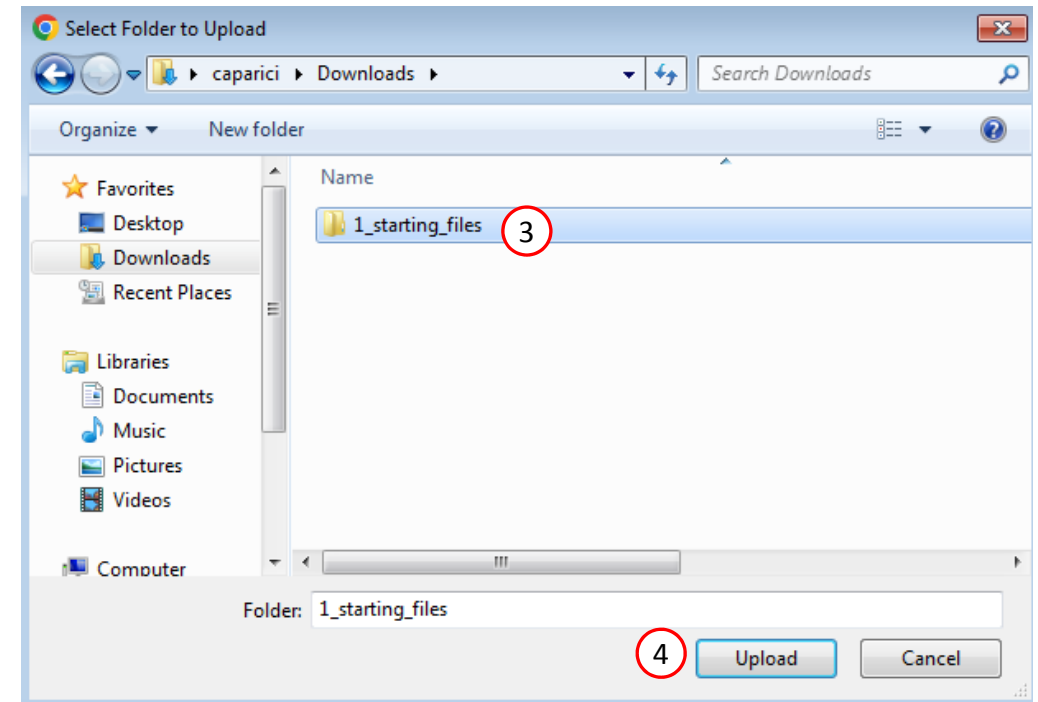 Select Folder to Upload
caparici Downloads Search Downloads
Organize New folder
Favorites
Desktop
Downloads
Recent Places
Libraries
Documents
Music
Pictures
Videos
Computer
Name
1_starting_files 3
Folder: 1_starting_files
4 Upload Cancel